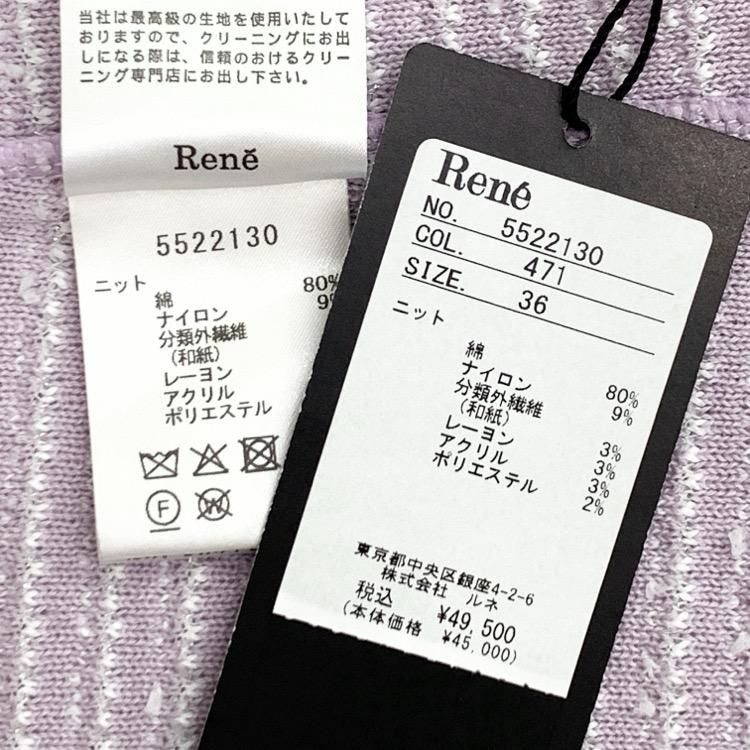 当社は最高級の生地を使用いたして
おりますので、クリーニングにお出
しになる際は、信頼のおけるクリー
ニング専門店にお出し下さい。
René
5522130
ニット
綿 80%
ナイロン 9%
分類外繊維
(和紙)
レーヨン
アクリル
ポリエステル
F
W
René
NO. 5522130
COL. 471
SIZE. 36
ニット
綿 80%
ナイロン 9%
分類外繊維
(和紙) 3%
レーヨン 3%
アクリル 3%
ポリエステル 2%
東京都中央区銀座4-2-6
株式会社 ルネ
税込 ¥49,500
(本体価格 ¥45,000)